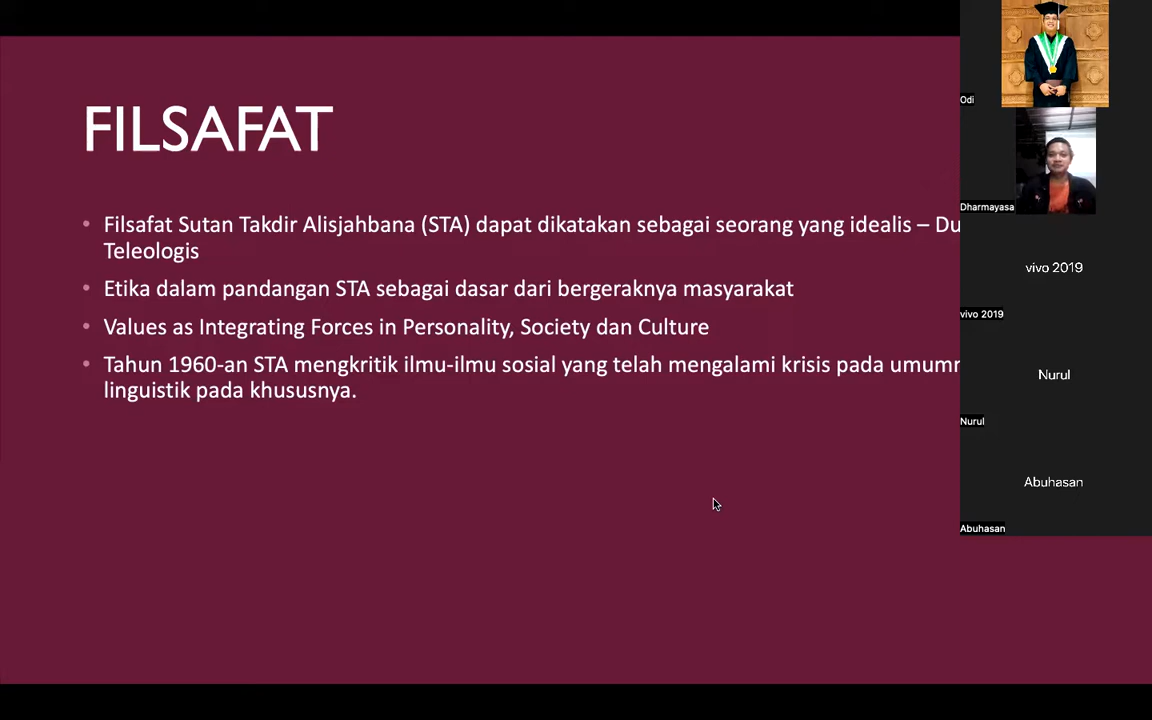 FILSAFAT
• Filsafat Sutan Takdir Alisjahbana (STA) dapat dikatakan sebagai seorang yang idealis –
Teleologis
• Etika dalam pandangan STA sebagai dasar dari bergeraknya masyarakat
• Values as Integrating Forces in Personality, Society dan Culture
• Tahun 1960-an STA mengkritik ilmu-ilmu sosial yang telah mengalami krisis pada
linguistik pada khususnya.
Odi
Dharmayasa
vivo 2019
vivo 2019
Nurul
Nurul
Abuhasan
Abuhasan